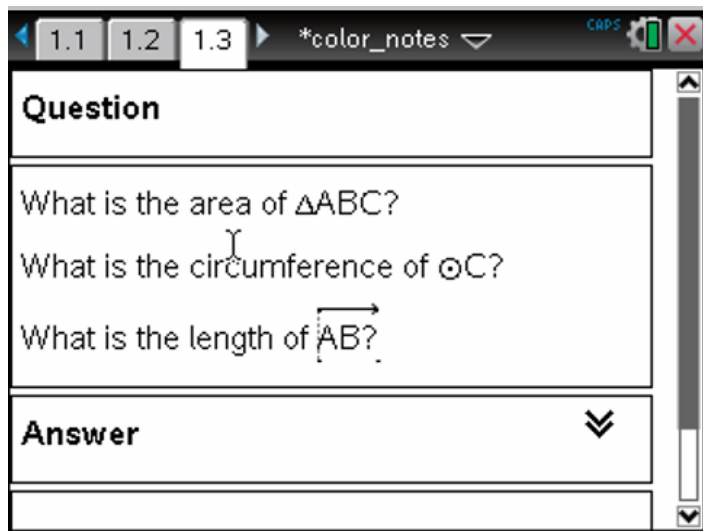 1.1 1.2 1.3 *color_notes CAPS
Question
What is the area of ΔABC?
What is the circumference of ⊙C?
What is the length of AB?
Answer